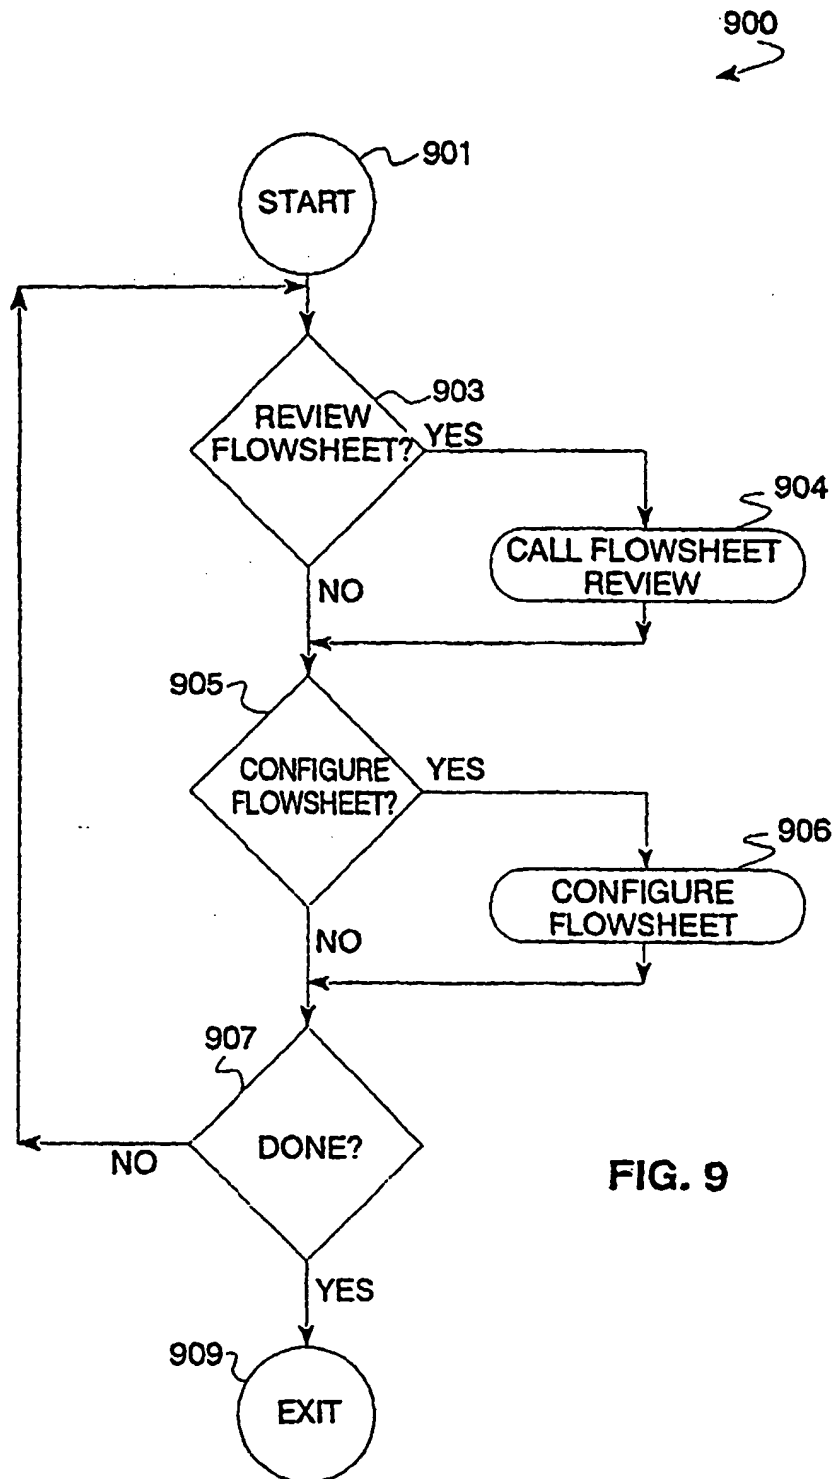 900
901
START
903
REVIEW
FLOWSHEET?
YES
904
CALL FLOWSHEET
REVIEW
NO
905
CONFIGURE
FLOWSHEET?
YES
906
CONFIGURE
FLOWSHEET
NO
907
DONE?
NO
FIG. 9
YES
909
EXIT